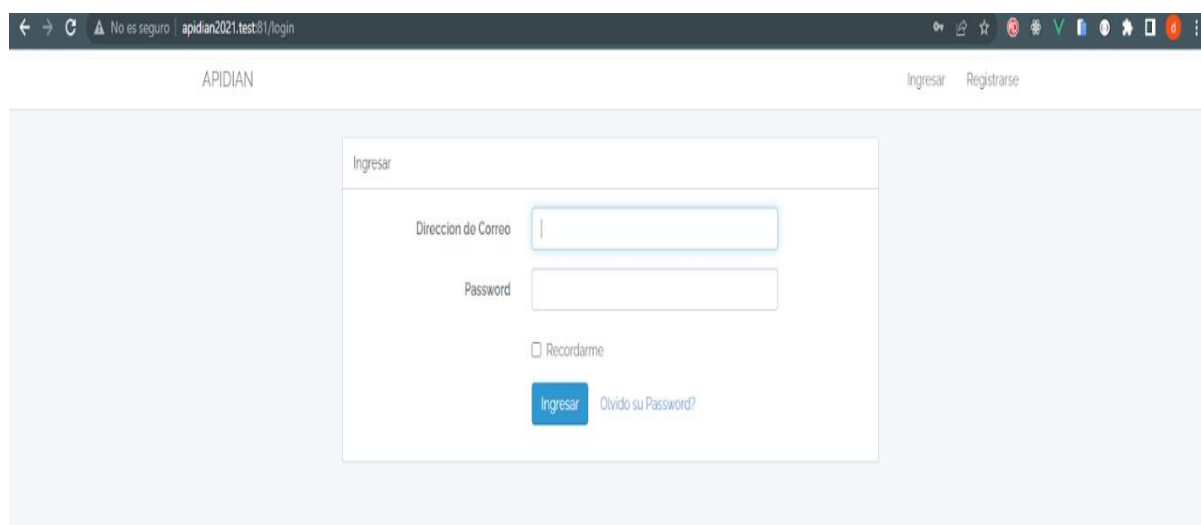 No es seguro | apidian2021.test:81/login
d
APIDIAN
Ingresar Registrarse
Ingresar
Direccion de Correo
Password
Recordarme
Ingresar Olvido su Password?